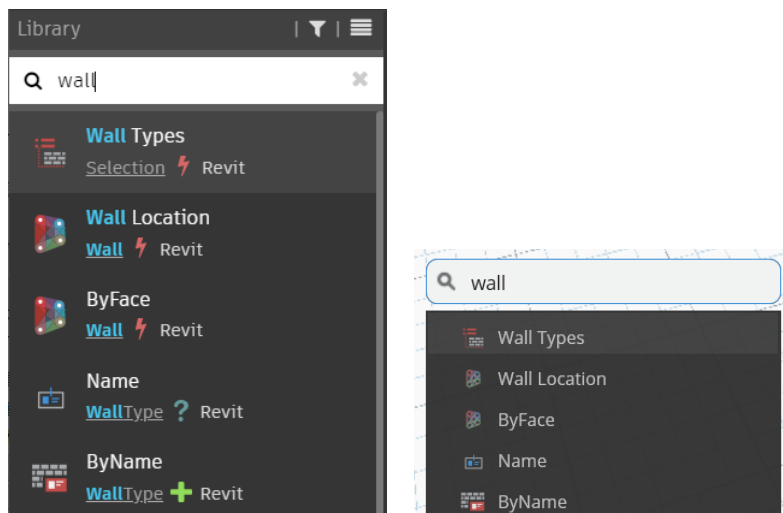 Library
wall
Wall Types
Selection Revit
Wall Location
Wall Revit
ByFace
Wall Revit
Name
WallType ? Revit
ByName
WallType Revit
wall
Wall Types
Wall Location
ByFace
Name
ByName